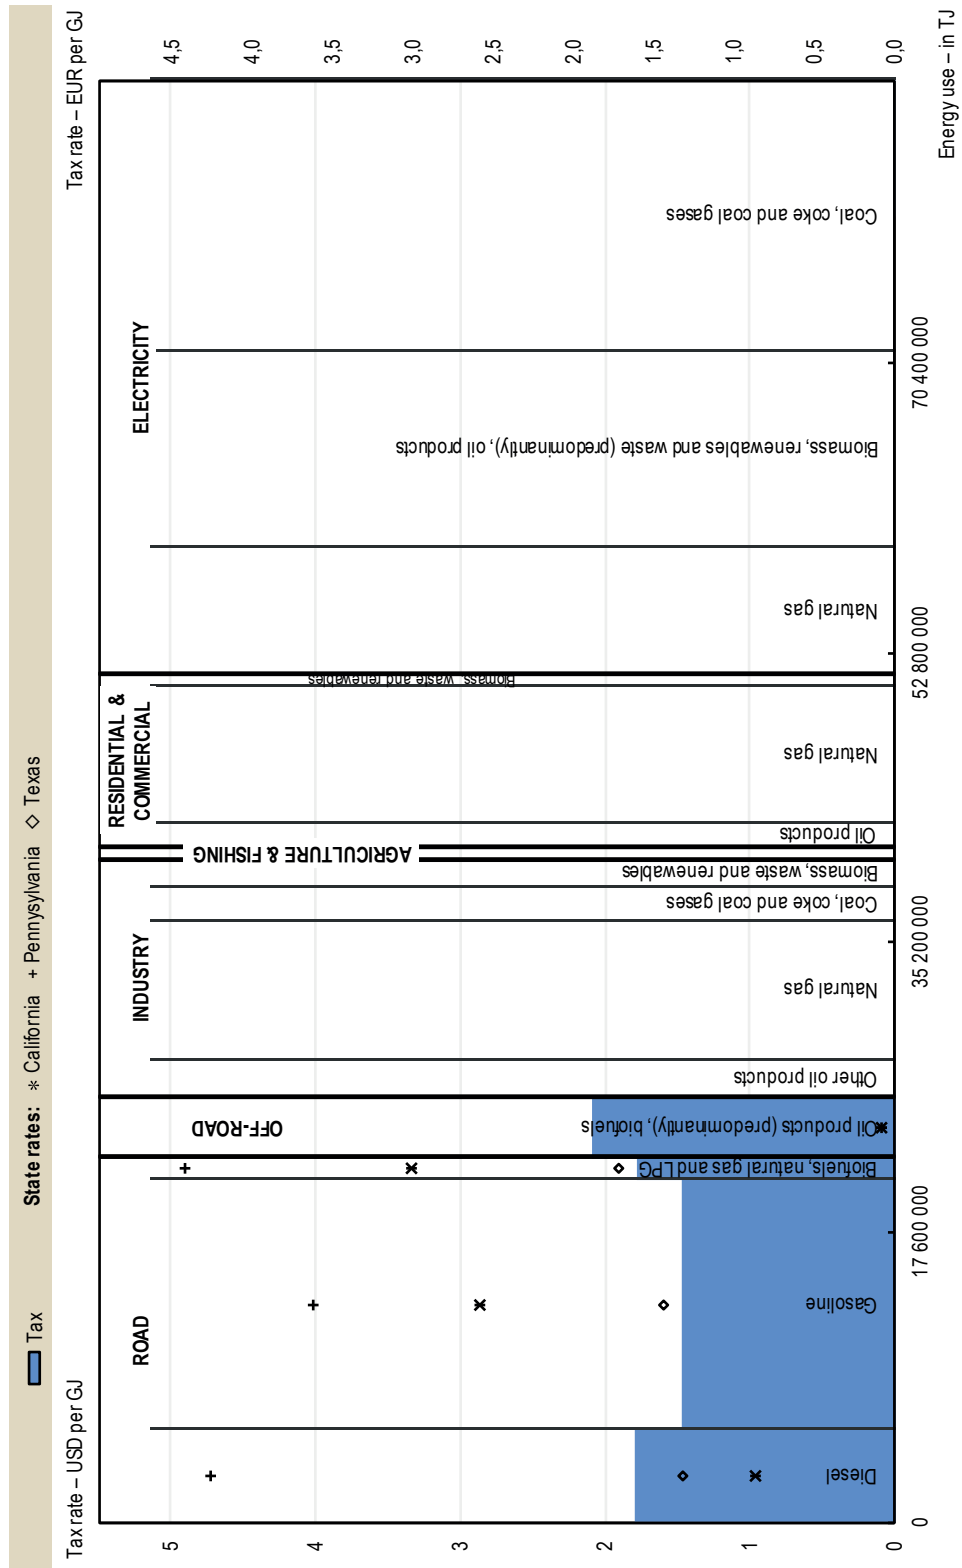 Tax State rates: ∗ California + Pennysylvania ◇ Texas
Tax rate – USD per GJ
Tax rate – EUR per GJ
ROAD
OFF-ROAD
INDUSTRY
AGRICULTURE & FISHING
RESIDENTIAL &
COMMERCIAL
ELECTRICITY
5
4
3
2
1
0
4,5
4,0
3,5
3,0
2,5
2,0
1,5
1,0
0,5
0,0
Diesel
Gasoline
Biofuels, natural gas and LPG
Oil products (predominantly), biofuels
Other oil products
Natural gas
Coal, coke and coal gases
Biomass, waste and renewables
Oil products
Natural gas
Biomass, waste and renewables
Natural gas
Biomass, renewables and waste (predominantly), oil products
Coal, coke and coal gases
0
17 600 000
35 200 000
52 800 000
70 400 000
Energy use – in TJ